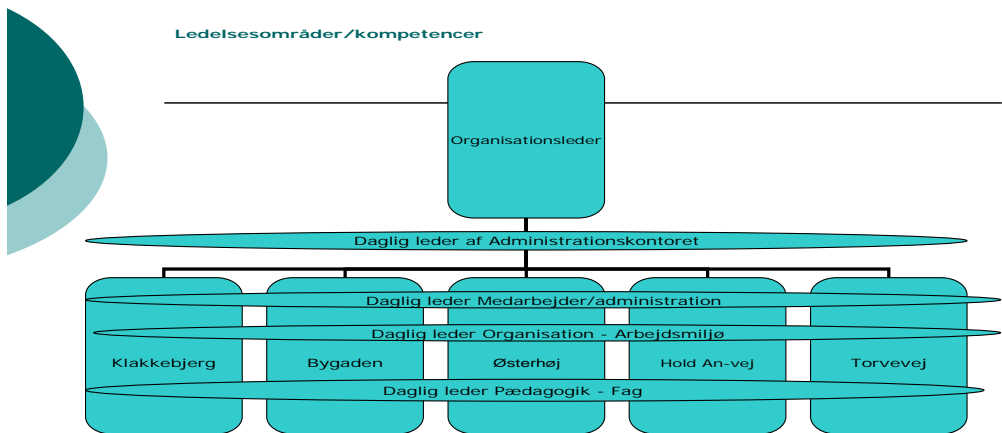 Ledelsesområder/kompetencer
Organisationsleder
Daglig leder af Administrationskontoret
Daglig leder Medarbejder/administration
Daglig leder Organisation - Arbejdsmiljø
Klakkebjerg
Bygaden
Østerhøj
Hold An-vej
Torvevej
Daglig leder Pædagogik - Fag